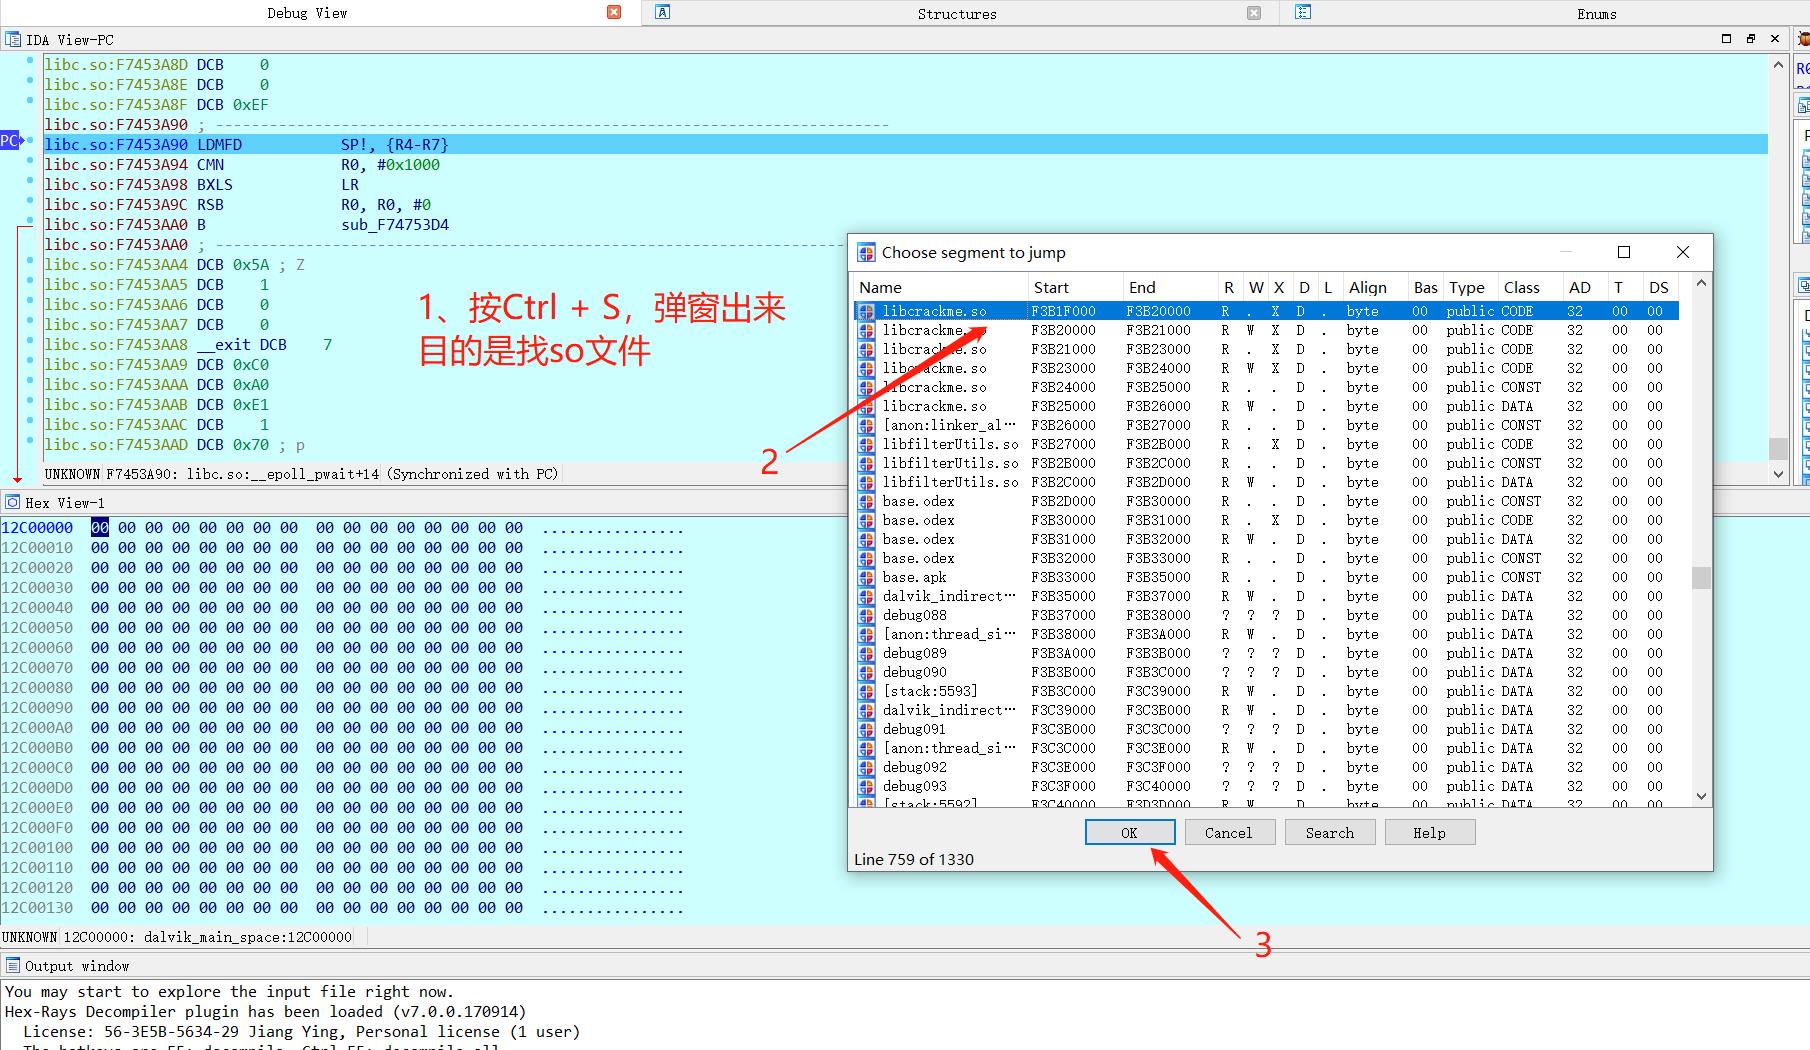 Debug View
Structures
Enums
IDA View-PC
libc.so:F7453A8D DCB    0
libc.so:F7453A8E DCB    0
libc.so:F7453A8F DCB 0xEF
libc.so:F7453A90 ; ---------------------------------------------------------------------------
PC
libc.so:F7453A90 LDMFD           SP!, {R4-R7}
libc.so:F7453A94 CMN             R0, #0x1000
libc.so:F7453A98 BXLS            LR
libc.so:F7453A9C RSB             R0, R0, #0
libc.so:F7453AA0 B               sub_F74753D4
libc.so:F7453AA0 ; ---------------------------------------------------------------------------
libc.so:F7453AA4 DCB 0x5A ; Z
libc.so:F7453AA5 DCB    1
libc.so:F7453AA6 DCB    0
libc.so:F7453AA7 DCB    0
libc.so:F7453AA8 __exit DCB    7
libc.so:F7453AA9 DCB 0xC0
libc.so:F7453AAA DCB 0xA0
libc.so:F7453AAB DCB 0xE1
libc.so:F7453AAC DCB    1
libc.so:F7453AAD DCB 0x70 ; p
UNKNOWN F7453A90: libc.so:__epoll_pwait+14 (Synchronized with PC)
1、按Ctrl + S，弹窗出来
目的是找so文件
2
Hex View-1
12C00000 00 00 00 00 00 00 00 00 00 00 00 00 00 00 00 00 ................
12C00010 00 00 00 00 00 00 00 00 00 00 00 00 00 00 00 00 ................
12C00020 00 00 00 00 00 00 00 00 00 00 00 00 00 00 00 00 ................
12C00030 00 00 00 00 00 00 00 00 00 00 00 00 00 00 00 00 ................
12C00040 00 00 00 00 00 00 00 00 00 00 00 00 00 00 00 00 ................
12C00050 00 00 00 00 00 00 00 00 00 00 00 00 00 00 00 00 ................
12C00060 00 00 00 00 00 00 00 00 00 00 00 00 00 00 00 00 ................
12C00070 00 00 00 00 00 00 00 00 00 00 00 00 00 00 00 00 ................
12C00080 00 00 00 00 00 00 00 00 00 00 00 00 00 00 00 00 ................
12C00090 00 00 00 00 00 00 00 00 00 00 00 00 00 00 00 00 ................
12C000A0 00 00 00 00 00 00 00 00 00 00 00 00 00 00 00 00 ................
12C000B0 00 00 00 00 00 00 00 00 00 00 00 00 00 00 00 00 ................
12C000C0 00 00 00 00 00 00 00 00 00 00 00 00 00 00 00 00 ................
12C000D0 00 00 00 00 00 00 00 00 00 00 00 00 00 00 00 00 ................
12C000E0 00 00 00 00 00 00 00 00 00 00 00 00 00 00 00 00 ................
12C000F0 00 00 00 00 00 00 00 00 00 00 00 00 00 00 00 00 ................
12C00100 00 00 00 00 00 00 00 00 00 00 00 00 00 00 00 00 ................
12C00110 00 00 00 00 00 00 00 00 00 00 00 00 00 00 00 00 ................
12C00120 00 00 00 00 00 00 00 00 00 00 00 00 00 00 00 00 ................
12C00130 00 00 00 00 00 00 00 00 00 00 00 00 00 00 00 00 ................
UNKNOWN 12C00000: dalvik_main_space:12C00000
Choose segment to jump
Name Start End R W X D L Align Bas Type Class AD T DS
libcrackme.so F3B1F000 F3B20000 R . X D . byte 00 public CODE 32 00 00
libcrackme.so F3B20000 F3B21000 R W X D . byte 00 public CODE 32 00 00
libcrackme.so F3B21000 F3B23000 R . X D . byte 00 public CODE 32 00 00
libcrackme.so F3B23000 F3B24000 R W X D . byte 00 public CODE 32 00 00
libcrackme.so F3B24000 F3B25000 R . . D . byte 00 public CONST 32 00 00
libcrackme.so F3B25000 F3B26000 R W . D . byte 00 public DATA 32 00 00
[anon:linker_al… F3B26000 F3B27000 R . . D . byte 00 public CONST 32 00 00
libfilterUtils.so F3B27000 F3B2B000 R . X D . byte 00 public CODE 32 00 00
libfilterUtils.so F3B2B000 F3B2C000 R . . D . byte 00 public CONST 32 00 00
libfilterUtils.so F3B2C000 F3B2D000 R W . D . byte 00 public DATA 32 00 00
base.odex F3B2D000 F3B30000 R . . D . byte 00 public CONST 32 00 00
base.odex F3B30000 F3B31000 R . X D . byte 00 public CODE 32 00 00
base.odex F3B31000 F3B32000 R W . D . byte 00 public DATA 32 00 00
base.odex F3B32000 F3B33000 R . . D . byte 00 public CONST 32 00 00
base.apk F3B33000 F3B35000 R . . D . byte 00 public CONST 32 00 00
dalvik_indirect… F3B35000 F3B37000 R W . D . byte 00 public DATA 32 00 00
debug088 F3B37000 F3B38000 ? ? ? D . byte 00 public DATA 32 00 00
[anon:thread_si… F3B38000 F3B3A000 R W . D . byte 00 public DATA 32 00 00
debug089 F3B3A000 F3B3B000 ? ? ? D . byte 00 public DATA 32 00 00
debug090 F3B3B000 F3B3C000 ? ? ? D . byte 00 public DATA 32 00 00
[stack:5593] F3B3C000 F3C39000 R W . D . byte 00 public DATA 32 00 00
dalvik_indirect… F3C39000 F3C3B000 R W . D . byte 00 public DATA 32 00 00
debug091 F3C3B000 F3C3C000 ? ? ? D . byte 00 public DATA 32 00 00
[anon:thread_si… F3C3C000 F3C3E000 R W . D . byte 00 public DATA 32 00 00
debug092 F3C3E000 F3C3F000 ? ? ? D . byte 00 public DATA 32 00 00
debug093 F3C3F000 F3C40000 ? ? ? D . byte 00 public DATA 32 00 00
[stack:5592] F3C40000 F3D3D000 R W . D . byte 00 public DATA 32 00 00
OK Cancel Search Help
Line 759 of 1330
3
Output window
You may start to explore the input file right now.
Hex-Rays Decompiler plugin has been loaded (v7.0.0.170914)
License: 56-3E5B-5634-29 Jiang Ying, Personal license (1 user)
The hotkeys are F5: decompile, Ctrl-F5: decompile all.